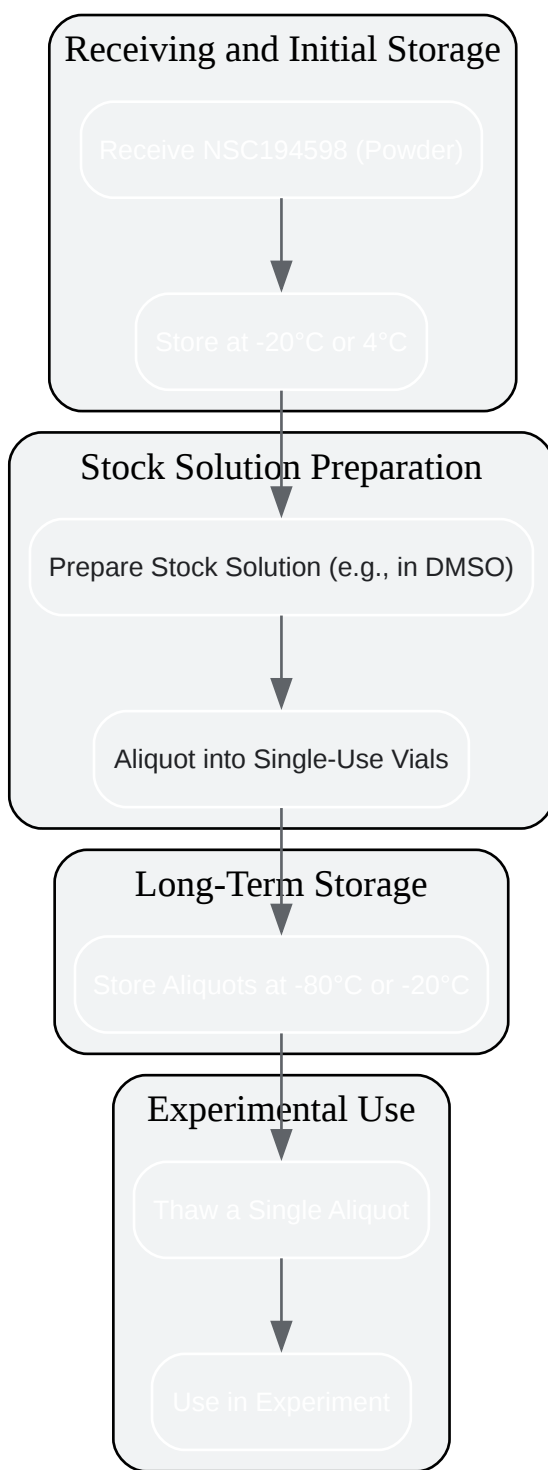 Receiving and Initial Storage
Receive NSC194598 (Powder)
Store at -20°C or 4°C
Stock Solution Preparation
Prepare Stock Solution (e.g., in DMSO)
Aliquot into Single-Use Vials
Long-Term Storage
Store Aliquots at -80°C or -20°C
Experimental Use
Thaw a Single Aliquot
Use in Experiment